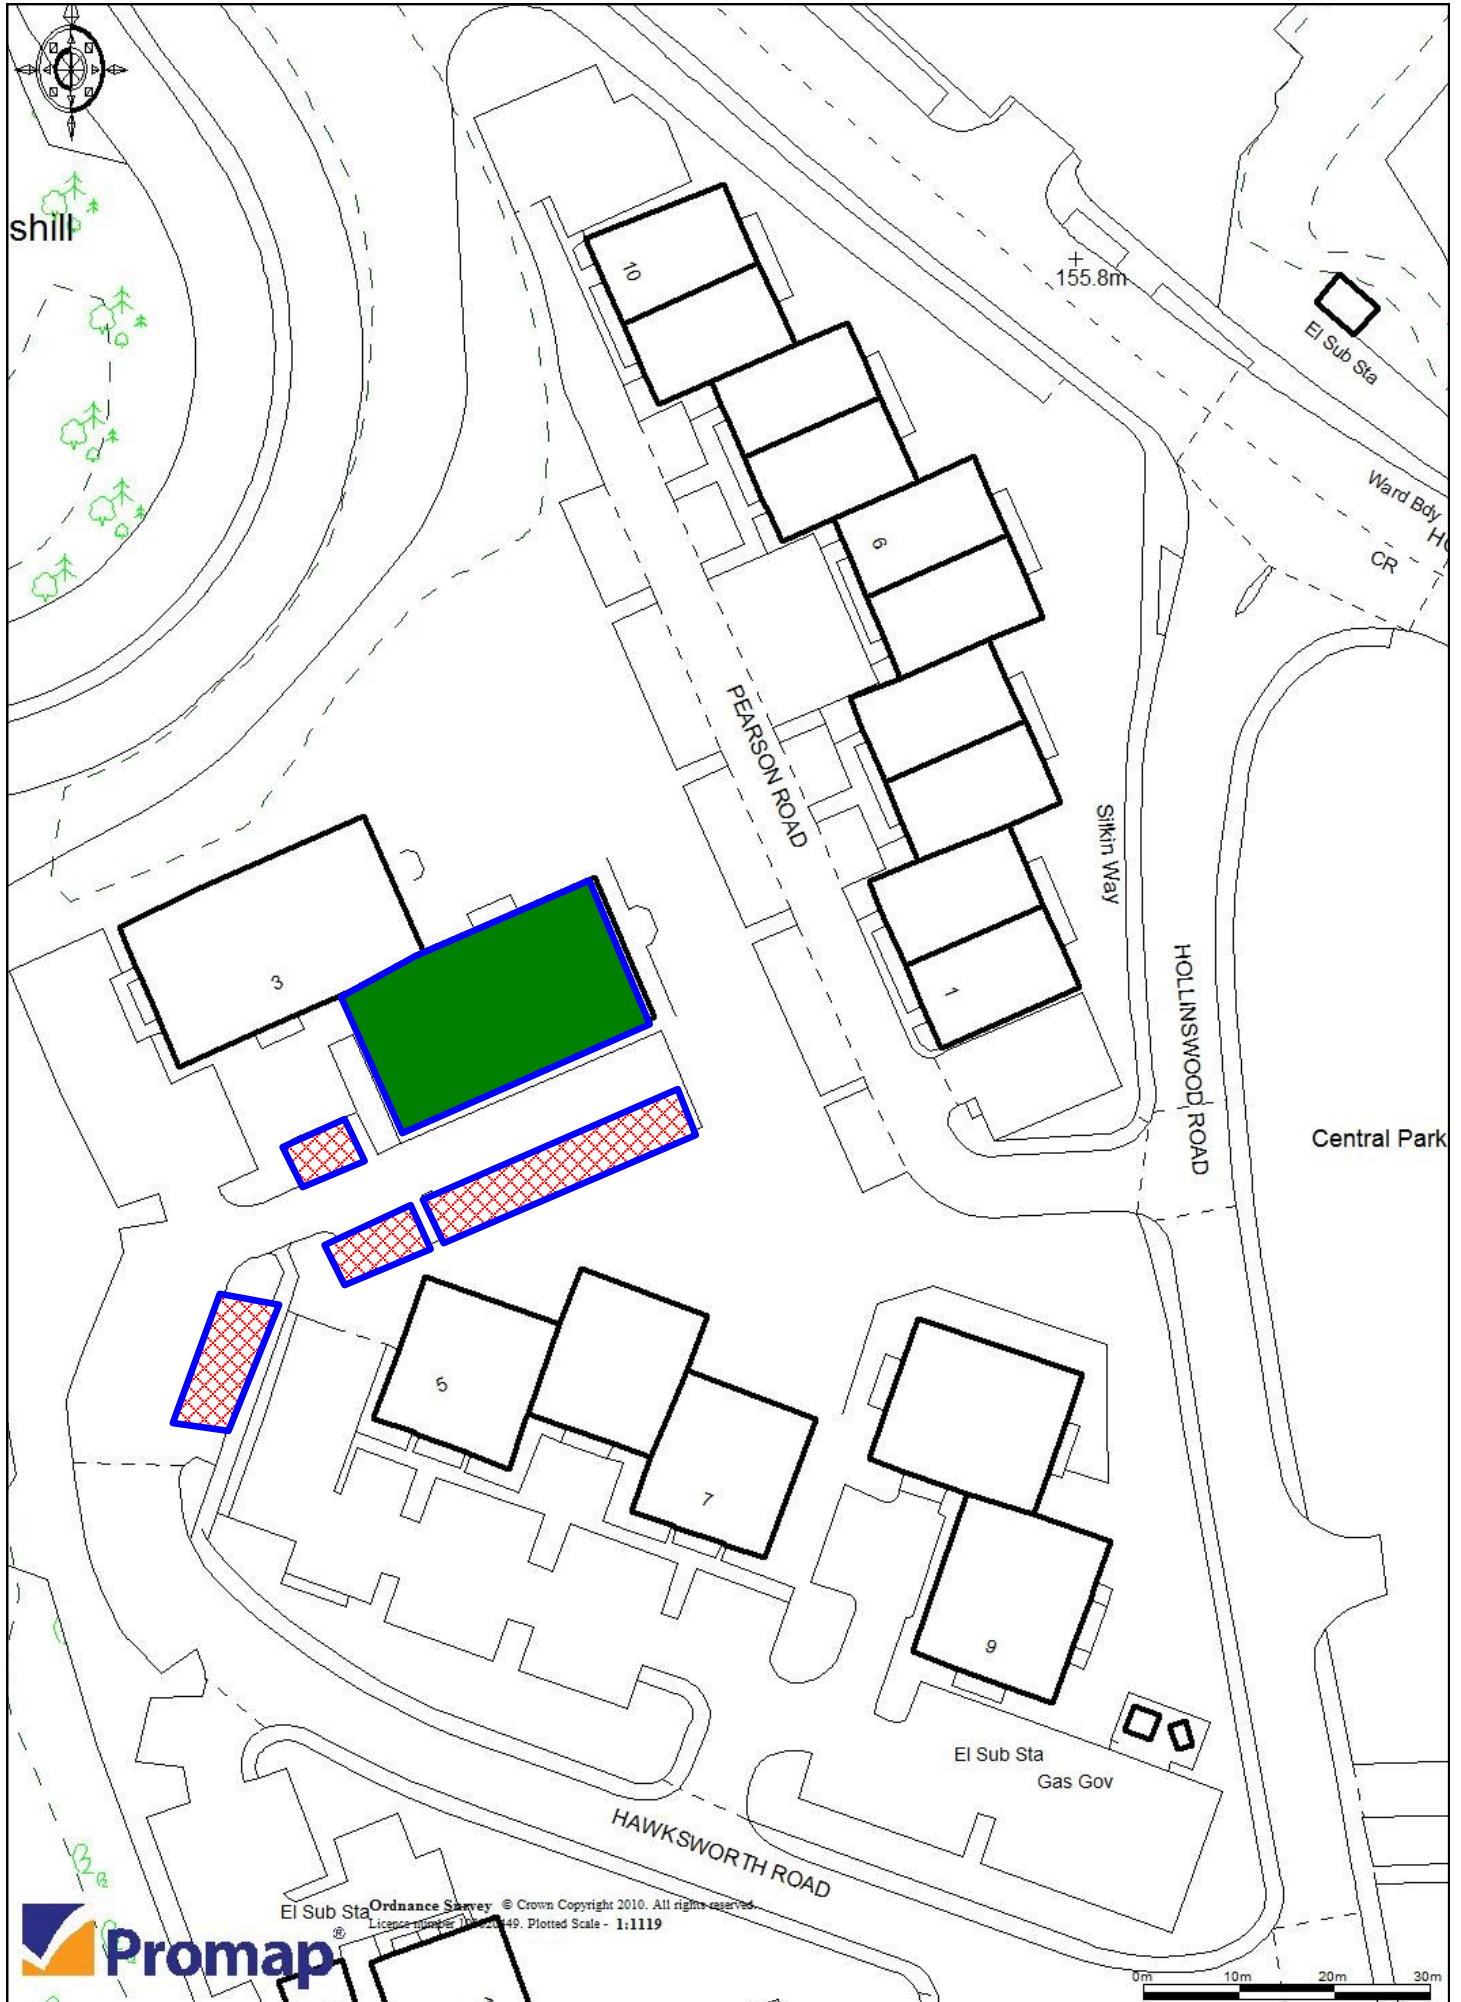 shill
155.8m
El Sub Sta
10
Ward Bdy
CR
6
PEARSON ROAD
Silkin Way
3
1
HOLLINSWOOD ROAD
Central Park
5
7
9
El Sub Sta
Gas Gov
HAWKSWORTH ROAD
El Sub Sta
Ordnance Survey © Crown Copyright 2010. All rights reserved.
Licence number Plotted Scale - 1:1119
Promap®
0m 10m 20m 30m